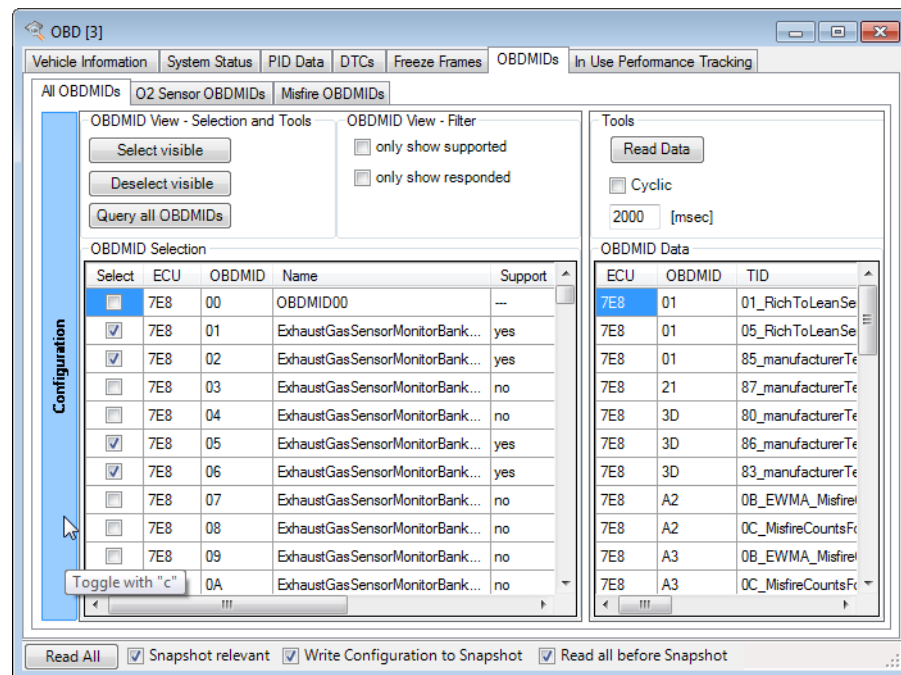 OBD [3]
Vehicle Information System Status PID Data DTCs Freeze Frames OBDMIDs In Use Performance Tracking
All OBDMIDs O2 Sensor OBDMIDs Misfire OBDMIDs
OBDMID View - Selection and Tools OBDMID View - Filter Tools
Select visible only show supported Read Data
Deselect visible only show responded Cyclic
Query all OBDMIDs 2000 [msec]
OBDMID Selection OBDMID Data
Select ECU OBDMID Name Support ECU OBDMID TID
7E8 00 OBDMID00 --- 7E8 01 01_RichToLeanSe
7E8 01 ExhaustGasSensorMonitorBank... yes 7E8 01 05_RichToLeanSe
7E8 02 ExhaustGasSensorMonitorBank... yes 7E8 01 85_manufacturerTe
7E8 03 ExhaustGasSensorMonitorBank... no 7E8 21 87_manufacturerTe
7E8 04 ExhaustGasSensorMonitorBank... no 7E8 3D 80_manufacturerTe
7E8 05 ExhaustGasSensorMonitorBank... yes 7E8 3D 86_manufacturerTe
7E8 06 ExhaustGasSensorMonitorBank... yes 7E8 3D 83_manufacturerTe
7E8 07 ExhaustGasSensorMonitorBank... no 7E8 A2 0B_EWMA_Misfire
7E8 08 ExhaustGasSensorMonitorBank... no 7E8 A2 0C_MisfireCountsFo
7E8 09 ExhaustGasSensorMonitorBank... no 7E8 A3 0B_EWMA_Misfire
0A ExhaustGasSensorMonitorBank... no 7E8 A3 0C_MisfireCountsFo
Configuration
Toggle with "c"
Read All Snapshot relevant Write Configuration to Snapshot Read all before Snapshot